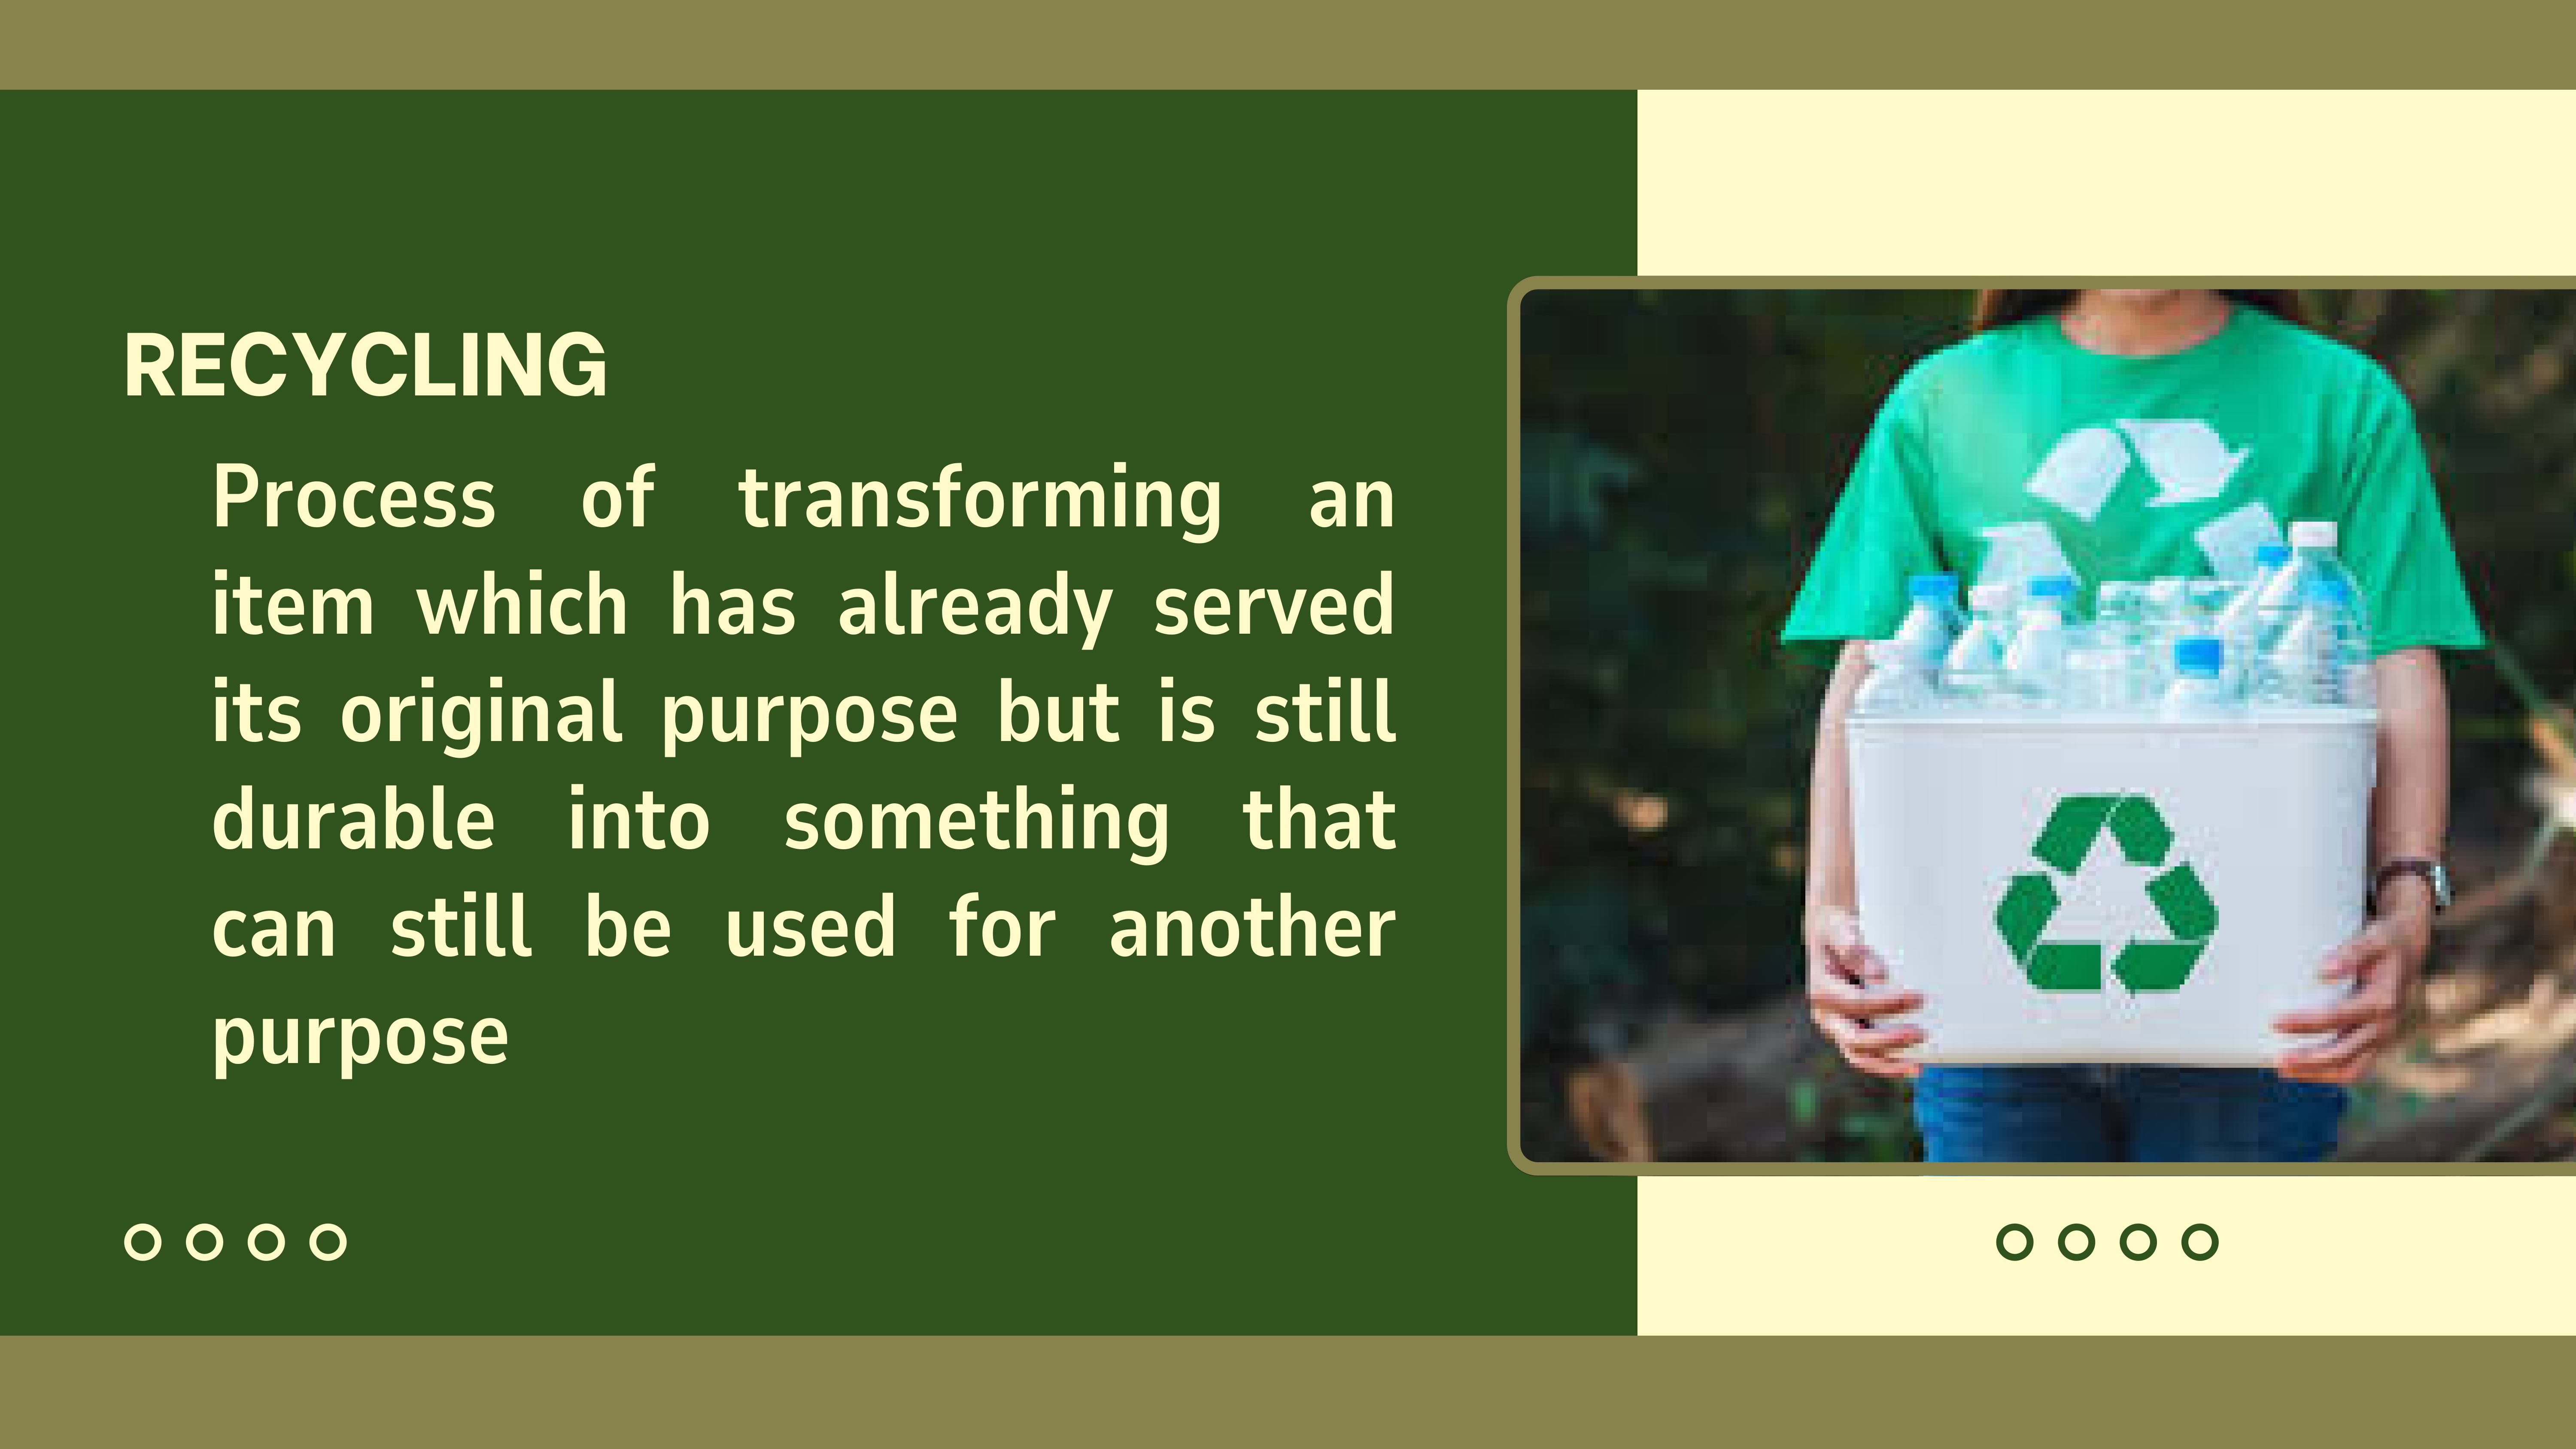 RECYCLING
Process of transforming an
item which has already served
its original purpose but is still
durable into something that
can still be used for another
purpose